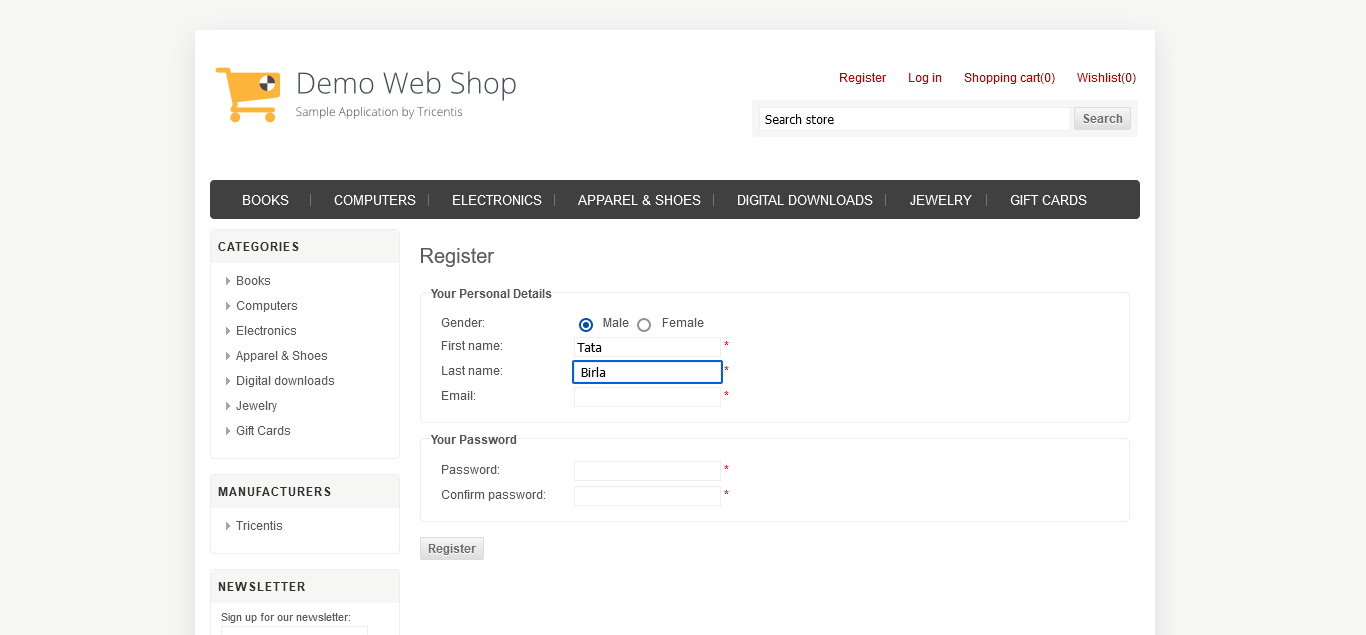 Demo Web Shop
Sample Application by Tricentis
Register Log in Shopping cart(0) Wishlist(0)
Search store Search
BOOKS COMPUTERS ELECTRONICS APPAREL & SHOES DIGITAL DOWNLOADS JEWELRY GIFT CARDS
CATEGORIES
Books
Computers
Electronics
Apparel & Shoes
Digital downloads
Jewelry
Gift Cards
MANUFACTURERS
Tricentis
NEWSLETTER
Sign up for our newsletter:
Register
Your Personal Details
Gender: Male Female
First name: Tata *
Last name: Birla *
Email: *
Your Password
Password: *
Confirm password: *
Register